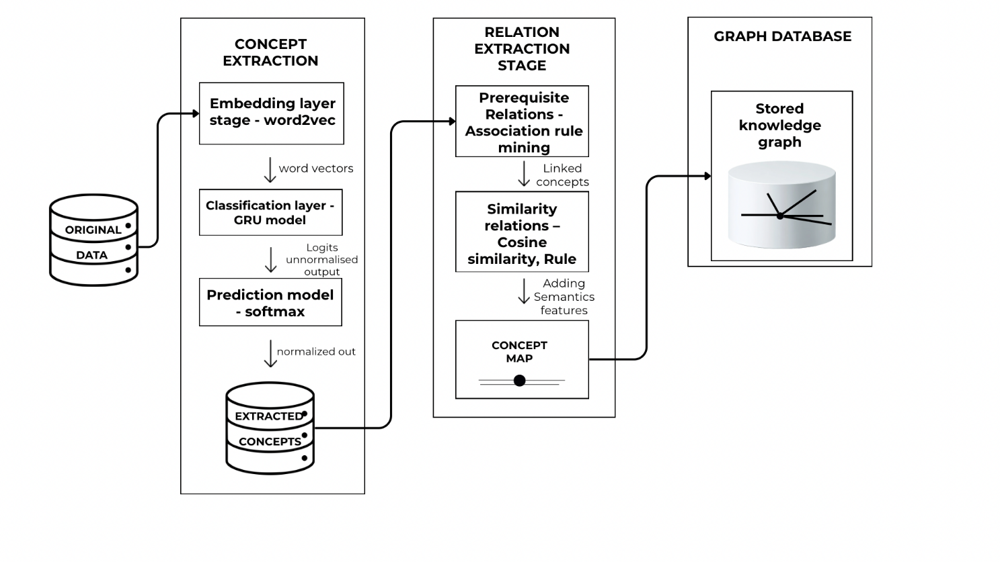 ORIGINAL
DATA
CONCEPT
EXTRACTION
Embedding layer
stage - word2vec
word vectors
Classification layer -
GRU model
Logits
unnormalised
output
Prediction model
- softmax
normalized out
EXTRACTED
CONCEPTS
RELATION
EXTRACTION
STAGE
Prerequisite
Relations -
Association rule
mining
Linked
concepts
Similarity
relations –
Cosine
similarity, Rule
Adding
Semantics
features
CONCEPT
MAP
GRAPH DATABASE
Stored
knowledge
graph